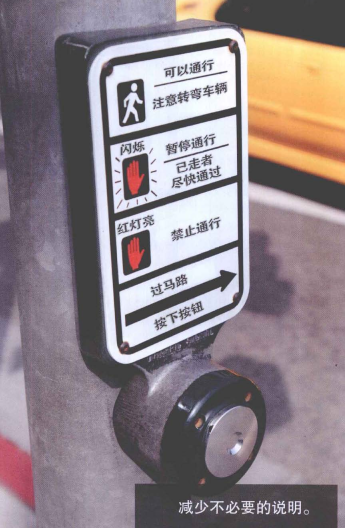 可以通行
注意转弯车辆
闪烁
暂停通行
已走者
尽快通过
红灯亮
禁止通行
过马路
按下按钮
减少不必要的说明。